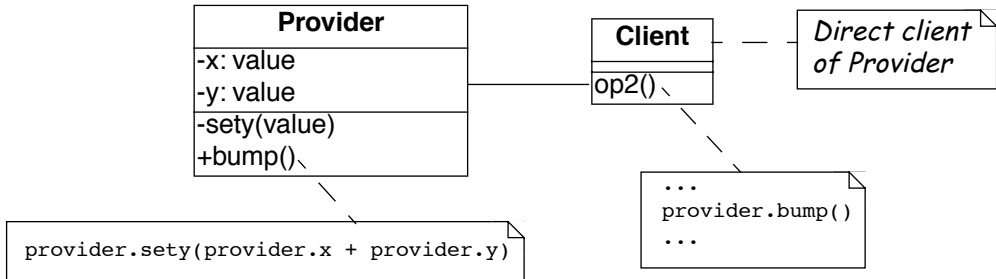 Provider
-x: value
-y: value
-sety(value)
+bump()
Client
op2()
Direct client
of Provider
...
provider.bump()
...
provider.sety(provider.x + provider.y)